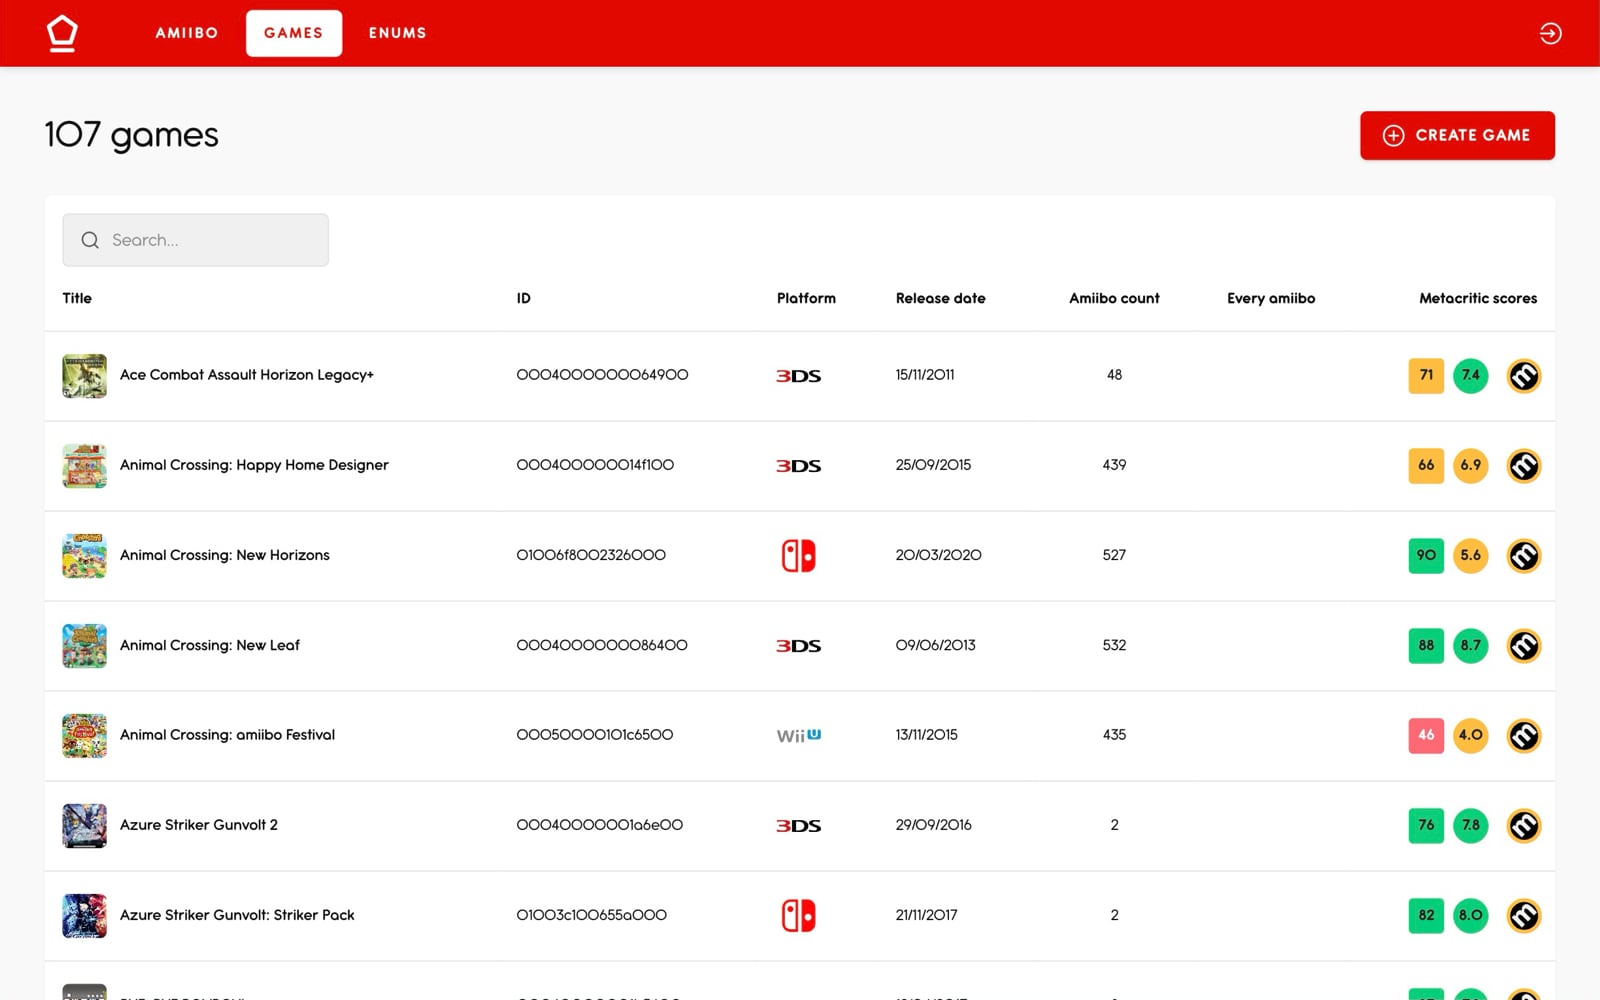 AMIIBO GAMES ENUMS
107 games
CREATE GAME
Search...
Title ID Platform Release date Amiibo count Every amiibo Metacritic scores
Ace Combat Assault Horizon Legacy+ 0004000000064900 3DS 15/11/2011 48 71 7.4 m
Animal Crossing: Happy Home Designer 000400000014f100 3DS 25/09/2015 439 66 6.9 m
Animal Crossing: New Horizons 01006f8002326000 20/03/2020 527 90 5.6 m
Animal Crossing: New Leaf 0004000000086400 3DS 09/06/2013 532 88 8.7 m
Animal Crossing: amiibo Festival 00050000101c6500 WiiU 13/11/2015 435 46 4.0 m
Azure Striker Gunvolt 2 00040000001a6e00 3DS 29/09/2016 2 76 7.8 m
Azure Striker Gunvolt: Striker Pack 01003c100655a000 21/11/2017 2 82 8.0 m